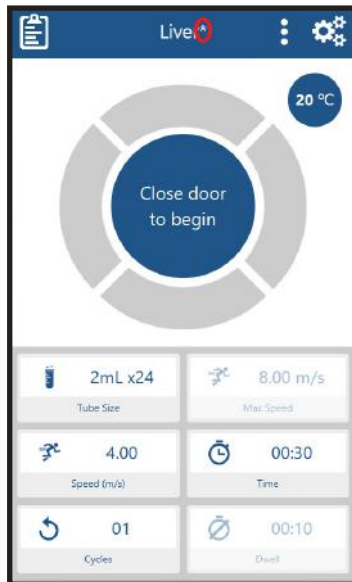 Liver^
20 °C
Close door
to begin
2mL x24
Tube Size
8.00 m/s
Max Speed
4.00
Speed (m/s)
00:30
Time
01
Cycles
00:10
Dwell